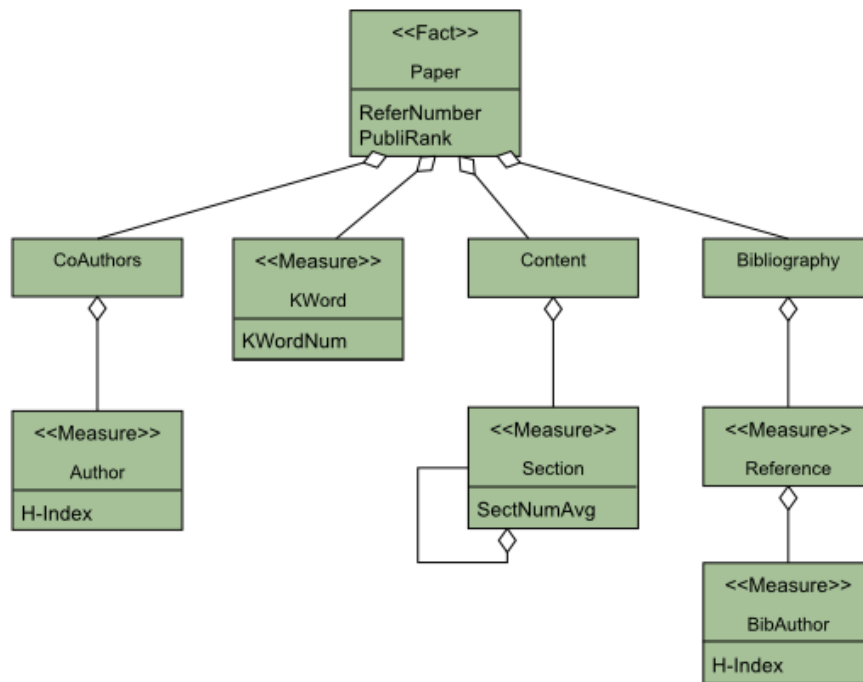 <<Fact>>
Paper
ReferNumber
PubliRank
CoAuthors
<<Measure>>
KWord
KWordNum
Content
Bibliography
<<Measure>>
Author
H-Index
<<Measure>>
Section
SectNumAvg
<<Measure>>
Reference
<<Measure>>
BibAuthor
H-Index